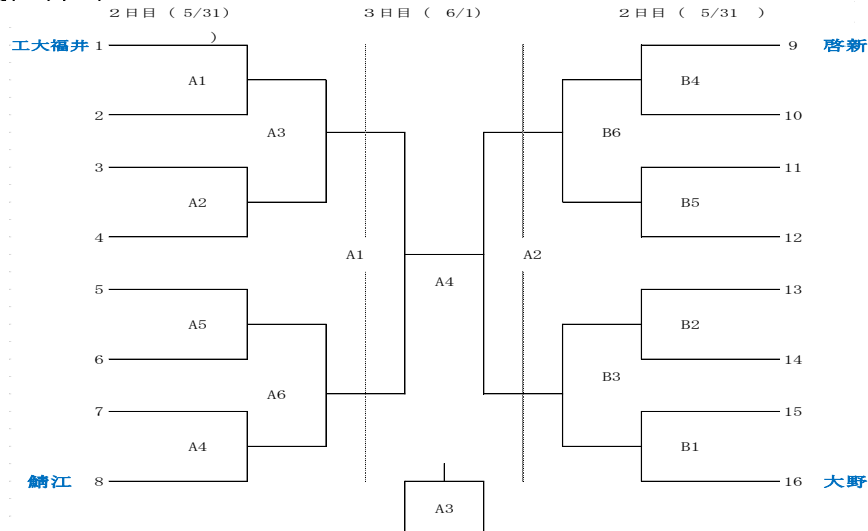 2日目 ( 5/31)
3日目 ( 6/1)
2日目 ( 5/31 )
)
工大福井 1
A1
2
A3
3
A2
4
A1
5
A5
6
A6
7
A4
鯖江 8
A4
A3
9 啓新
B4
10
B6
11
B5
12
A2
13
B2
14
B3
15
B1
16 大野